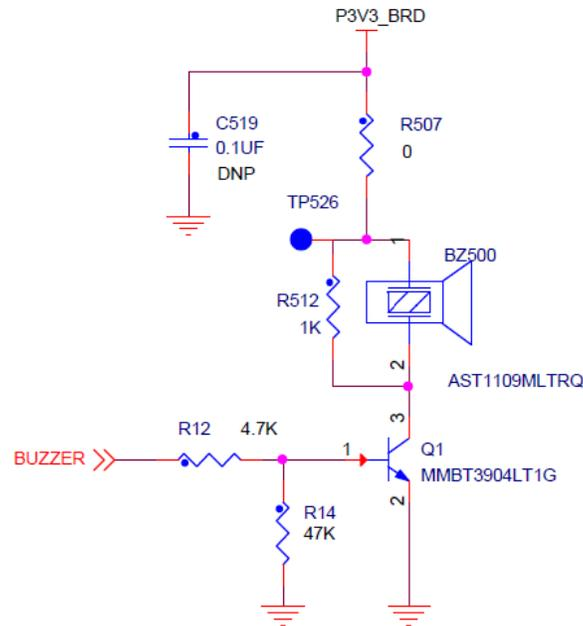 P3V3_BRD
C519
0.1UF
DNP
R507
0
TP526
1
BZ500
R512
1K
2
AST1109MLTRQ
3
R12 4.7K
BUZZER
1
Q1
MMBT3904LT1G
2
R14
47K